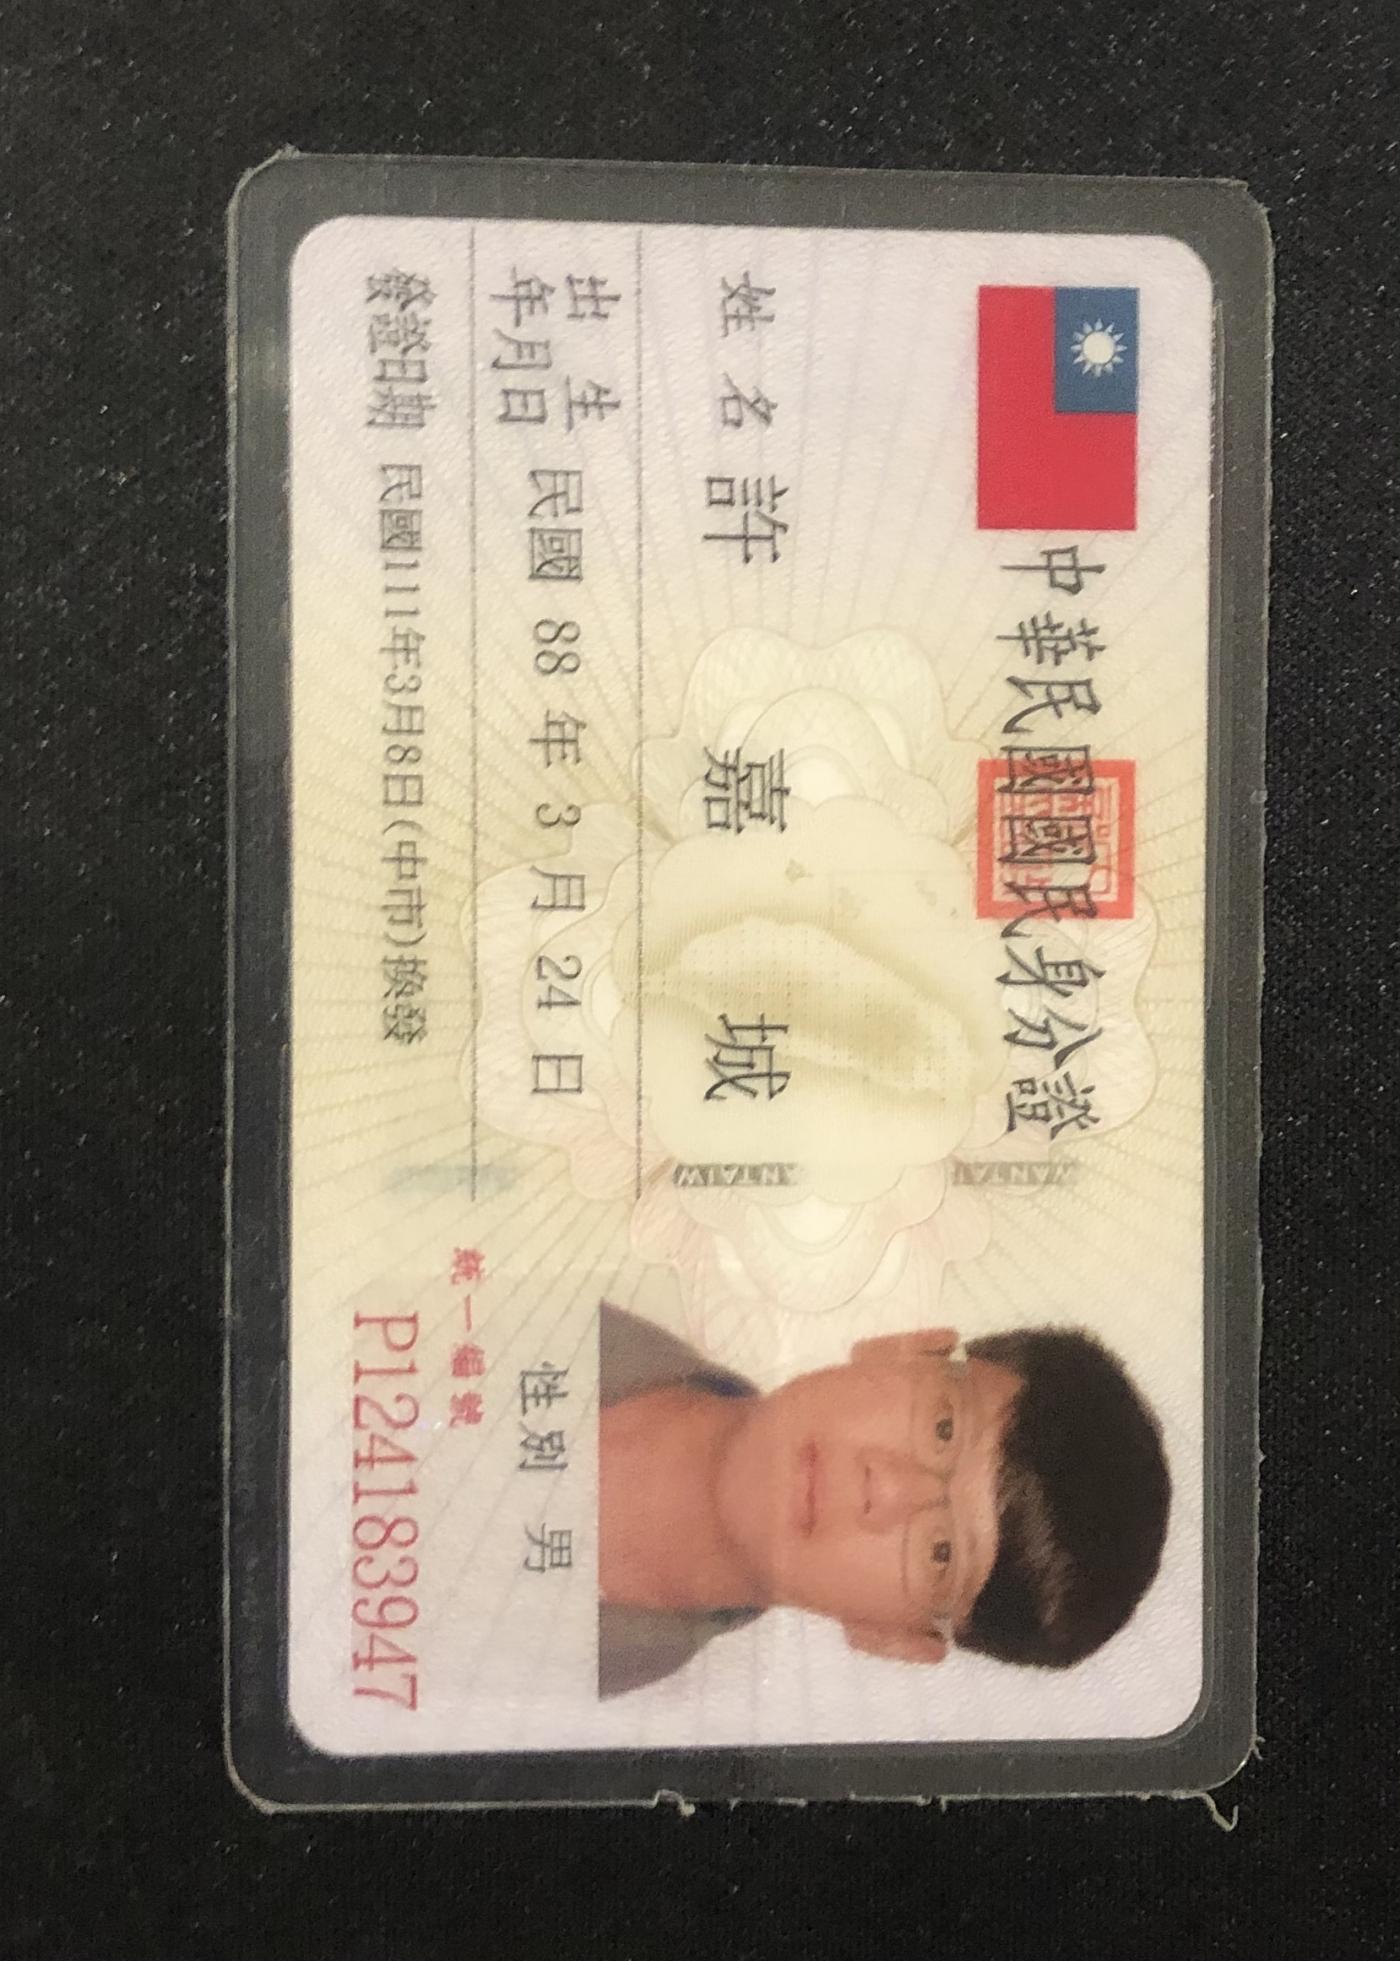 中華民國國民身分證
姓名 許嘉城
出生年月日 民國 88 年 3 月 24 日
性別 男
發證日期 民國111年3月8日(中市)換發
統一編號
P124183947